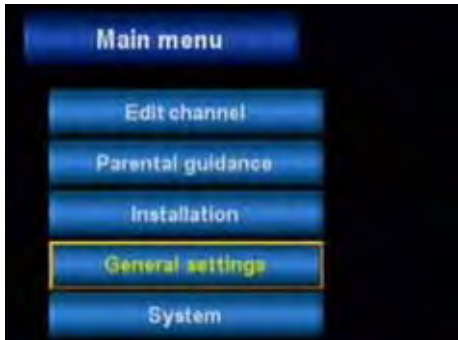 Main menu
Edit channel
Parental guidance
Installation
General settings
System